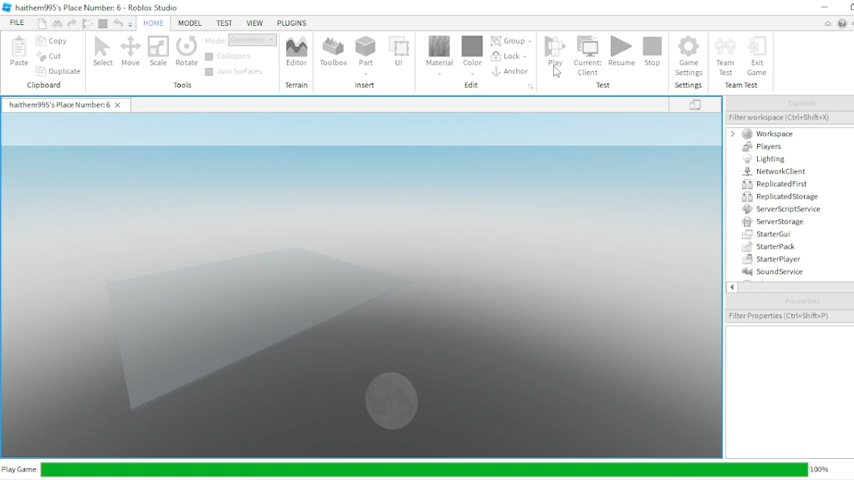 haithem995's Place Number: 6 - Roblox Studio
FILE HOME MODEL TEST VIEW PLUGINS
Paste Copy Cut Duplicate
Clipboard
Select Move Scale Rotate
Mode: Geometric
Collisions
Join Surfaces
Tools
Editor
Terrain
Toolbox Part UI
Insert
Material Color Group Lock Anchor
Edit
Play Current: Client Resume Stop
Test
Game Settings
Settings
Team Test Exit Game
Team Test
haithem995's Place Number: 6 ×
Explorer
Filter workspace (Ctrl+Shift+X)
Workspace
Players
Lighting
NetworkClient
ReplicatedFirst
ReplicatedStorage
ServerScriptService
ServerStorage
StarterGui
StarterPack
StarterPlayer
SoundService
Properties
Filter Properties (Ctrl+Shift+P)
Play Game 100%